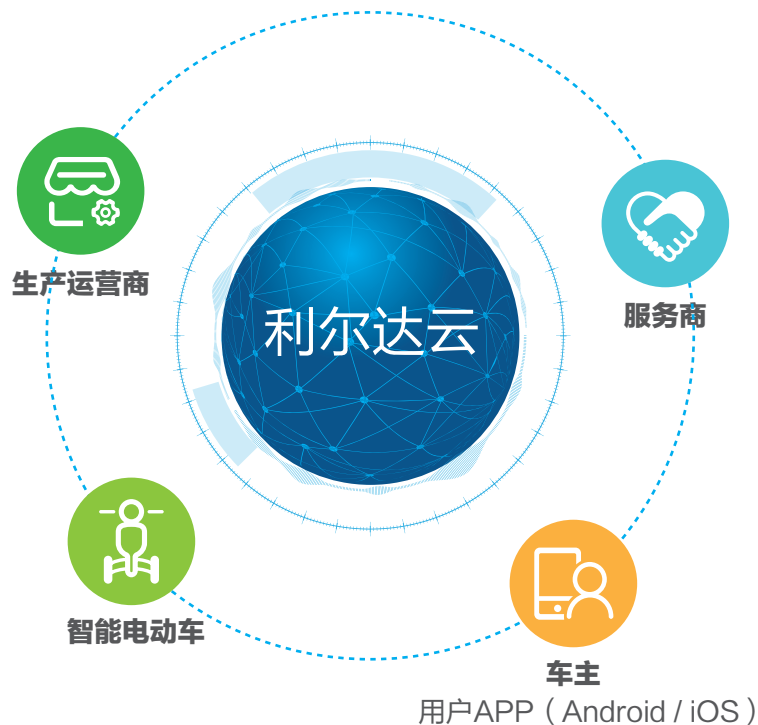 生产运营商
服务商
利尔达云
智能电动车
车主
用户APP（Android / iOS）